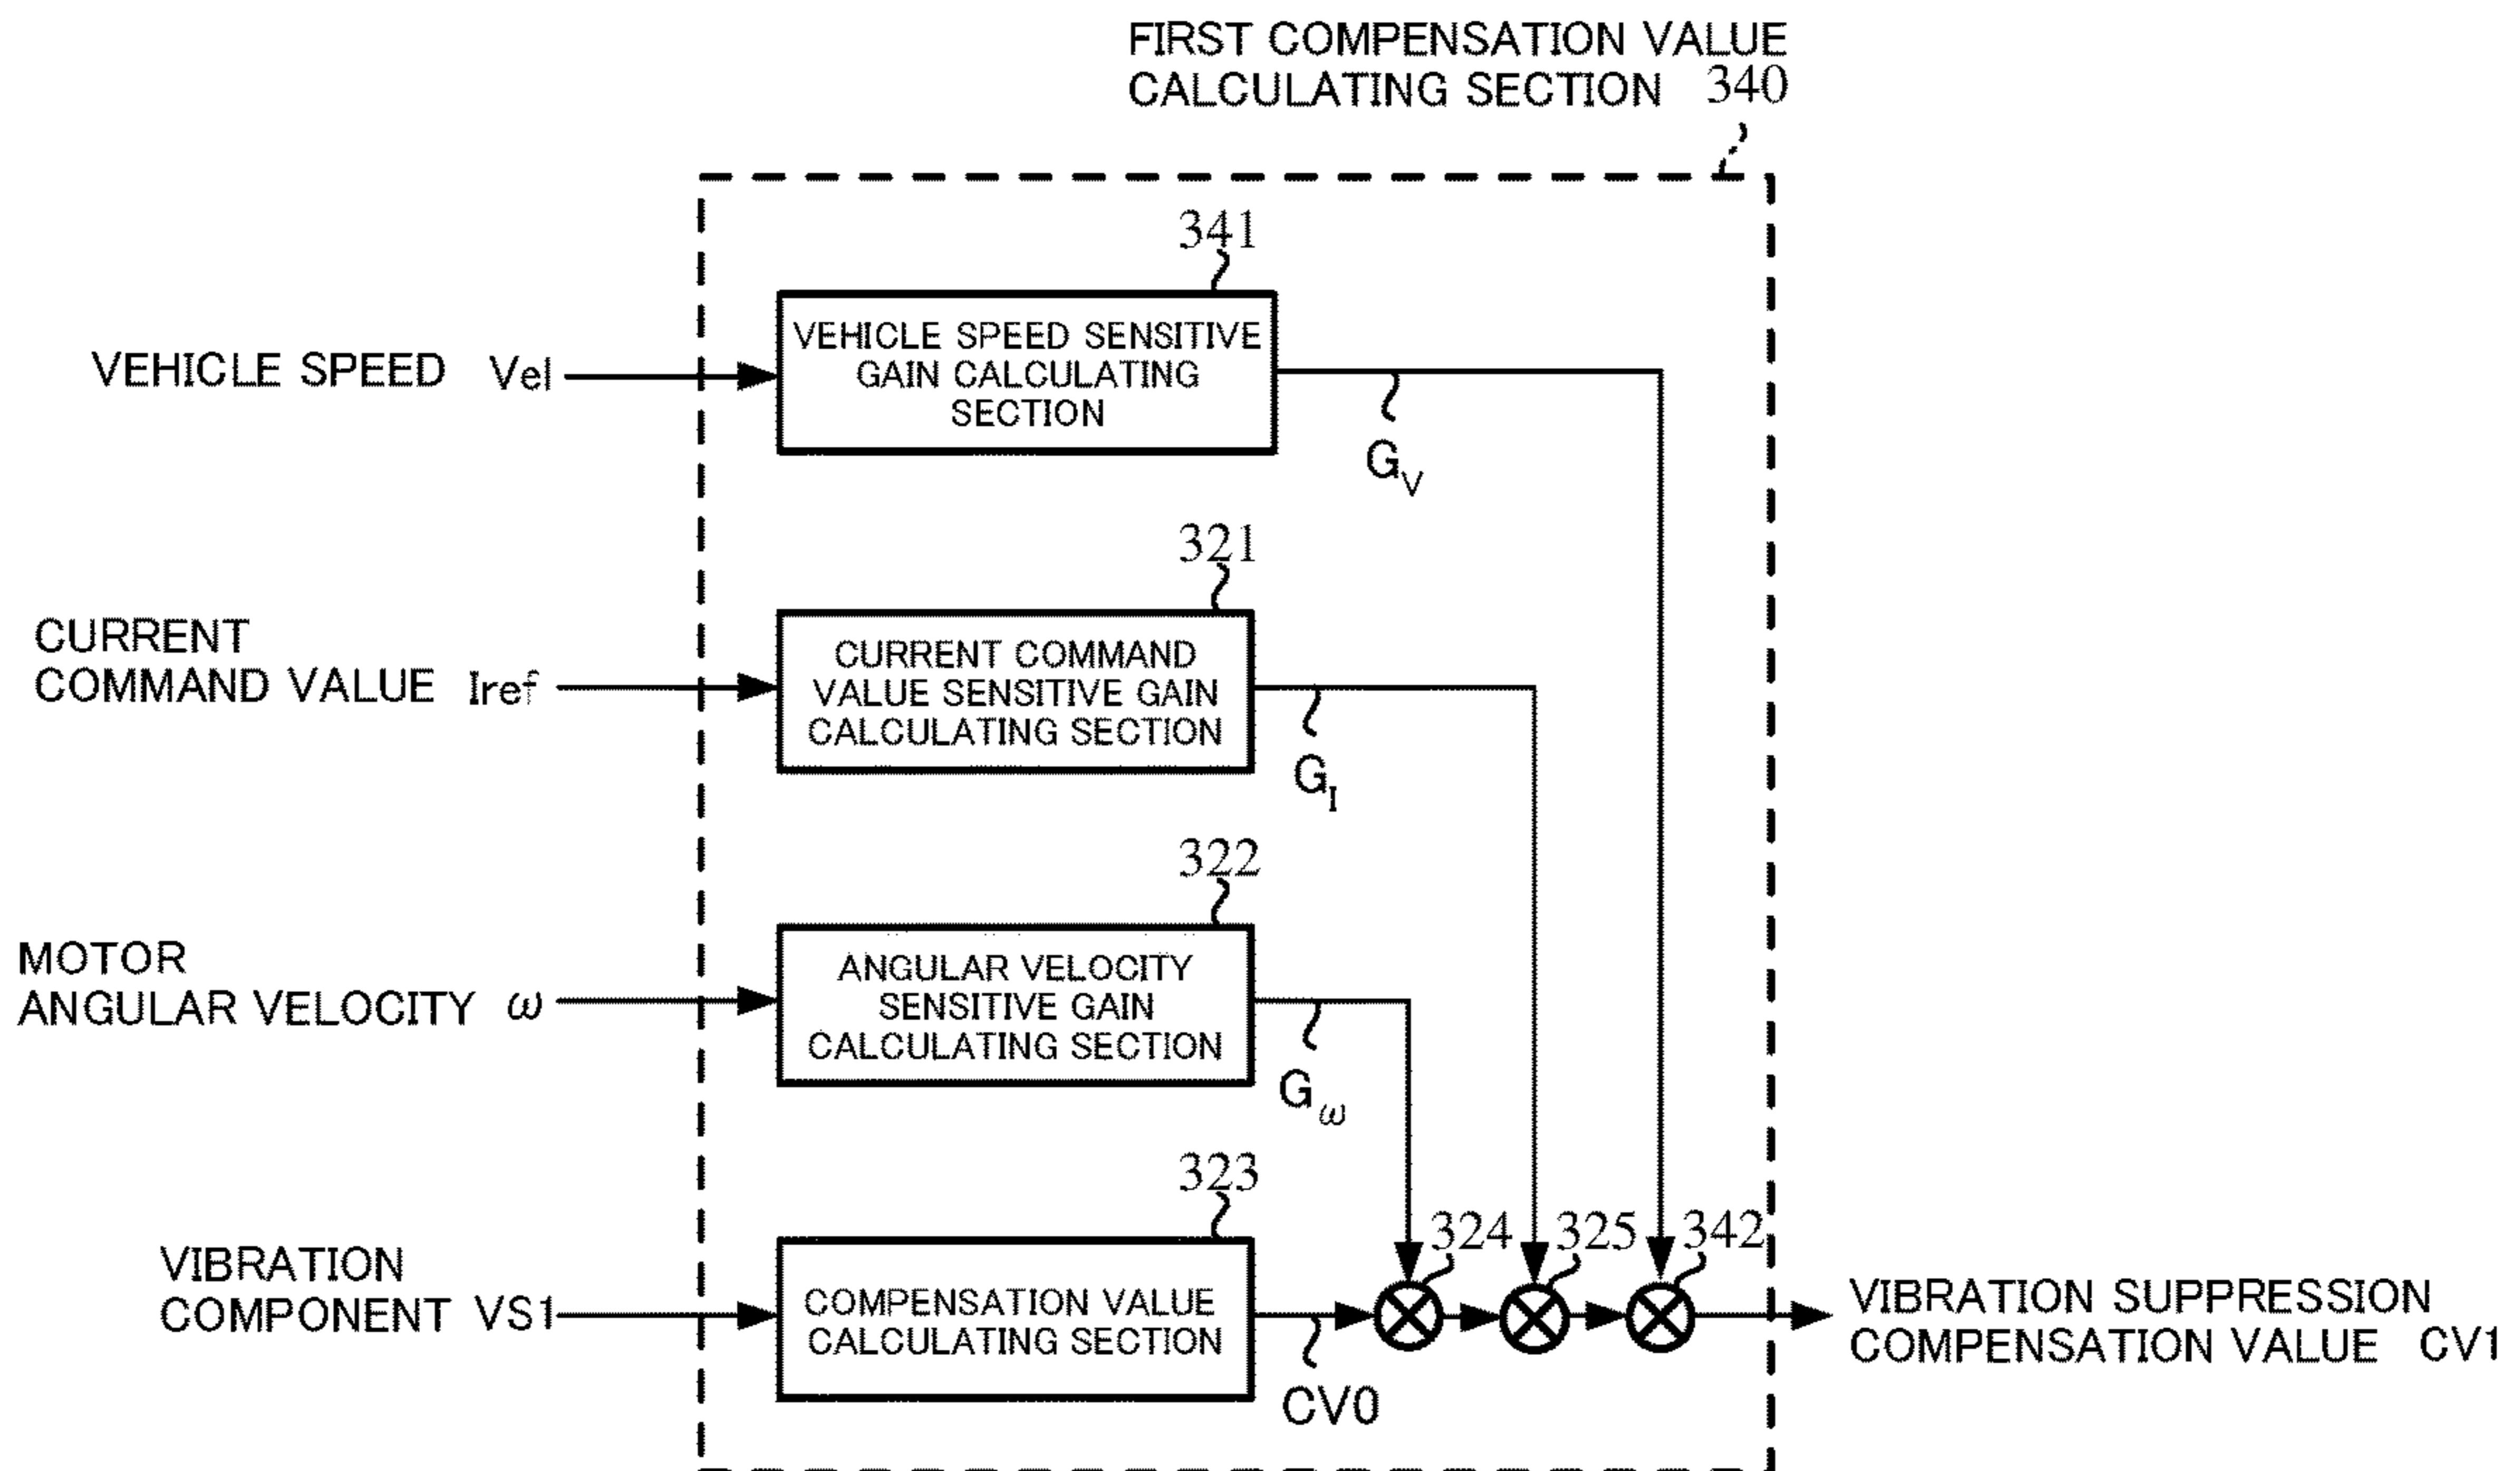 FIRST COMPENSATION VALUE
CALCULATING SECTION 340
341
VEHICLE SPEED Vel
VEHICLE SPEED SENSITIVE
GAIN CALCULATING
SECTION
GV
321
CURRENT
COMMAND VALUE Iref
CURRENT COMMAND
VALUE SENSITIVE GAIN
CALCULATING SECTION
GI
322
MOTOR
ANGULAR VELOCITY ω
ANGULAR VELOCITY
SENSITIVE GAIN
CALCULATING SECTION
Gω
323
324 325 342
VIBRATION
COMPONENT VS1
COMPENSATION VALUE
CALCULATING SECTION
CV0
VIBRATION SUPPRESSION
COMPENSATION VALUE CV1